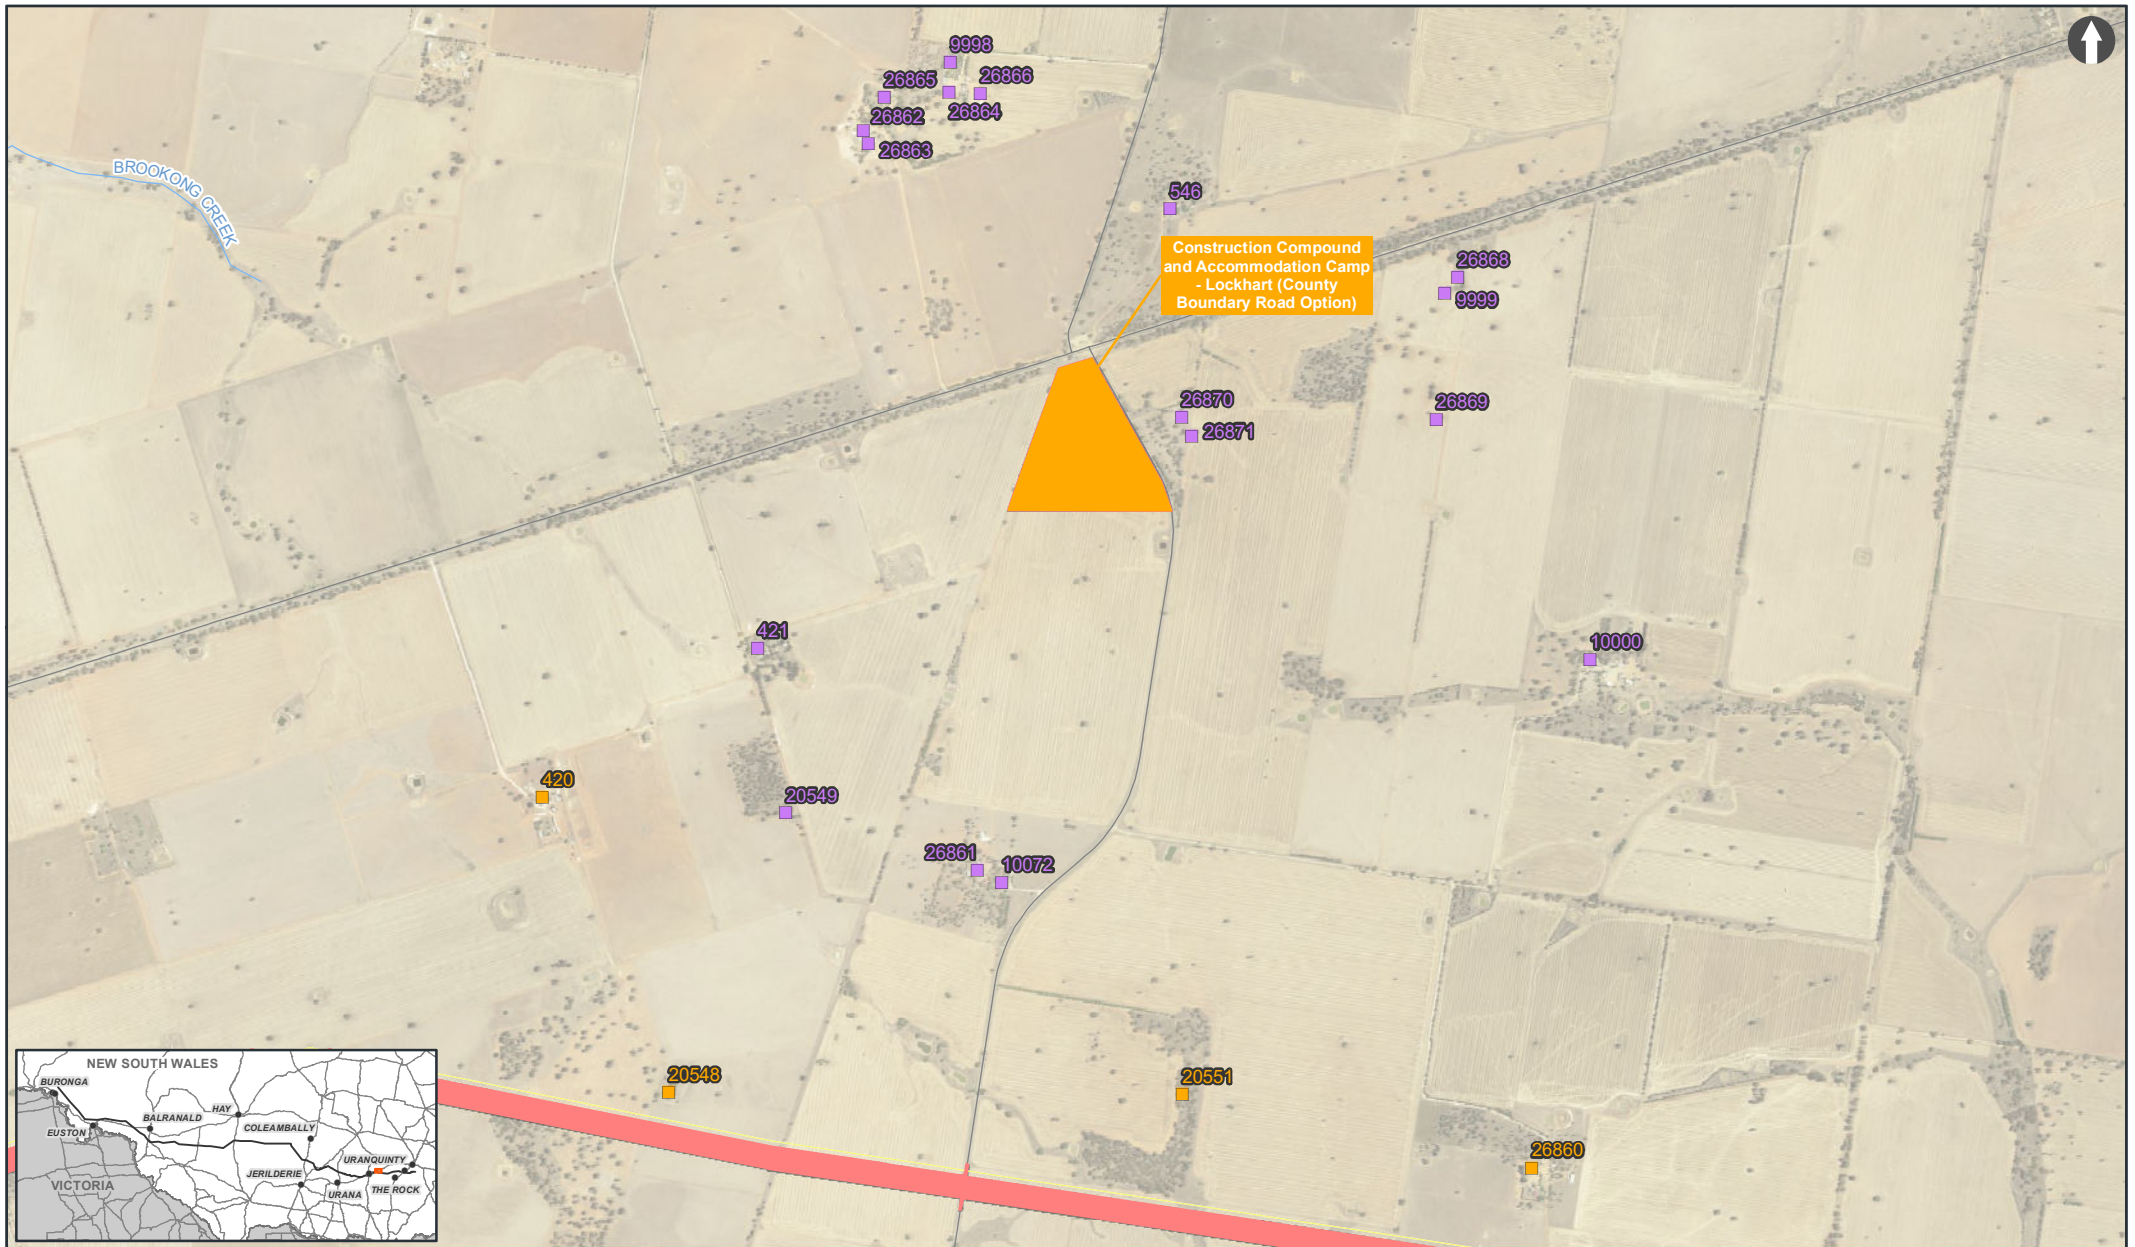 9998
26865
26866
26864
26862
26863
BROOKONG CREEK
546
Construction Compound
and Accommodation Camp
- Lockhart (County
Boundary Road Option)
26868
9999
26870
26869
26871
421
10000
420
20549
26861
10072
20548
20551
26860
NEW SOUTH WALES
BURONGA
HAY
BALRANALD
EUSTON
COLEAMBALLY
URANQUINTY
JERILDERIE
VICTORIA
URANA
THE ROCK